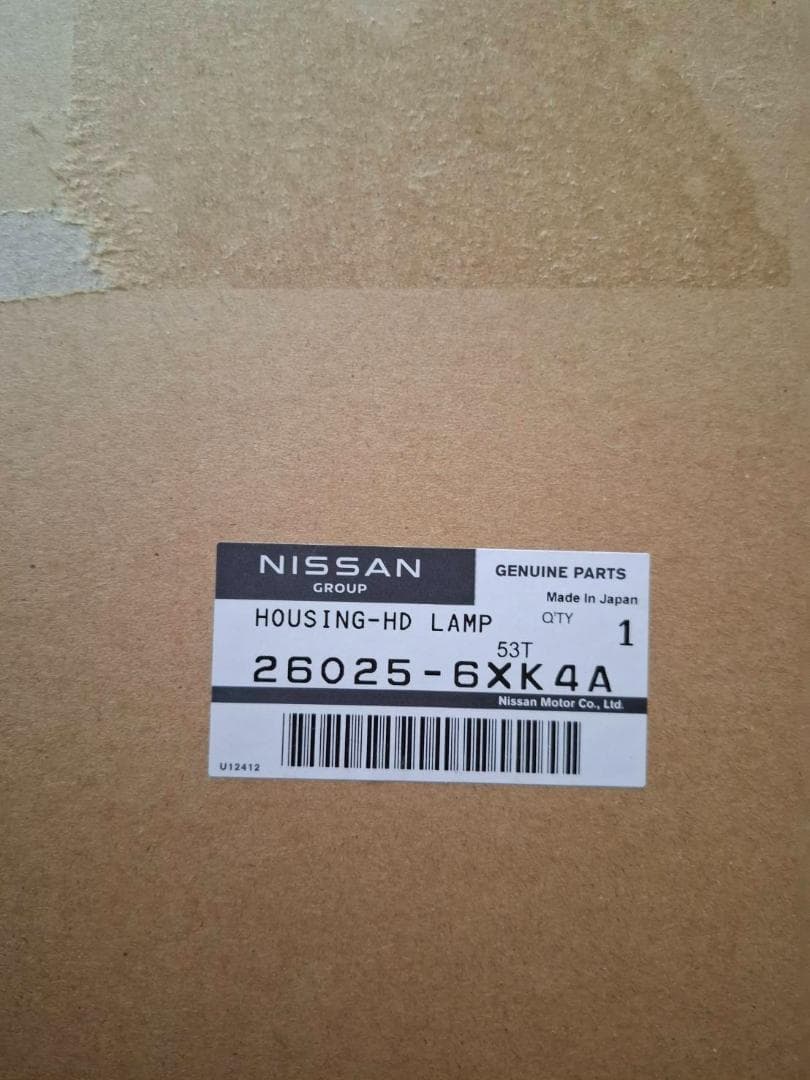 NISSAN
GROUP
GENUINE PARTS
Made In Japan
HOUSING-HD LAMP
Q'TY
1
53T
26025-6XK4A
Nissan Motor Co., Ltd.
U12412